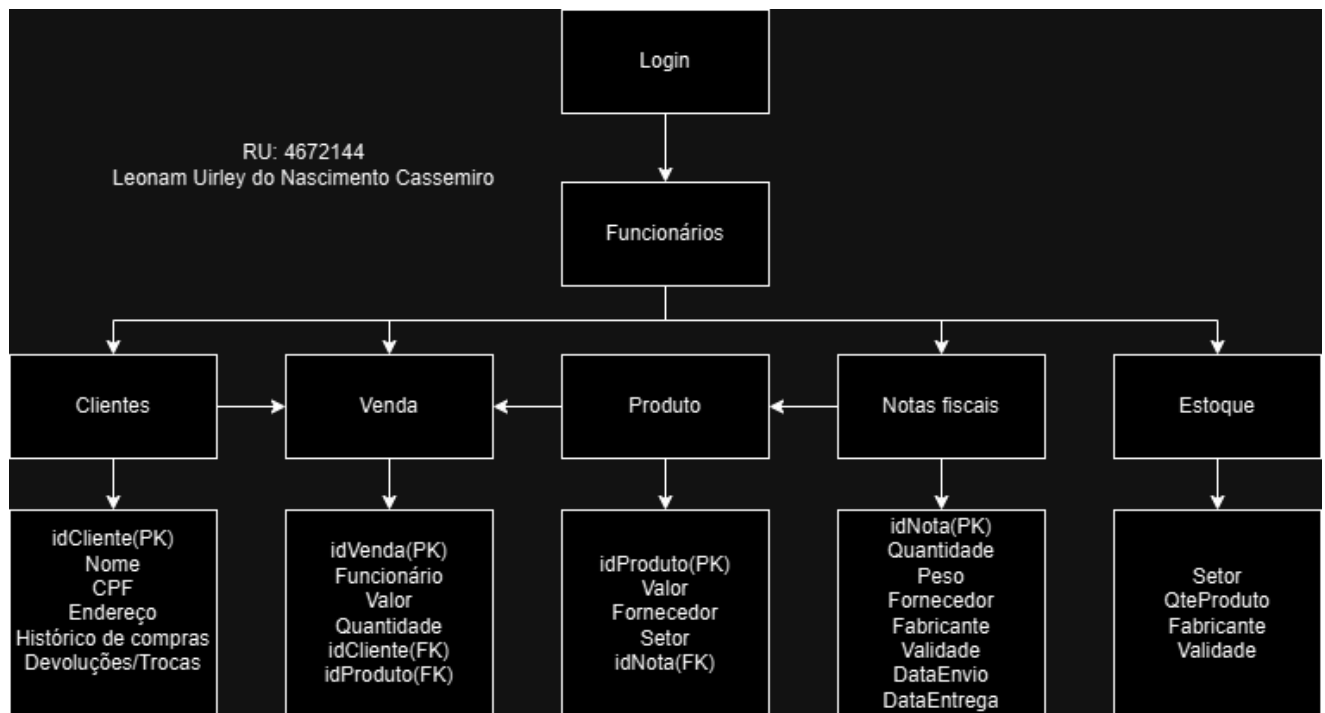 Login
RU: 4672144
Leonam Uirley do Nascimento Cassemiro
Funcionários
Clientes
Venda
Produto
Notas fiscais
Estoque
idCliente(PK)
Nome
CPF
Endereço
Histórico de compras
Devoluções/Trocas
idVenda(PK)
Funcionário
Valor
Quantidade
idCliente(FK)
idProduto(FK)
idProduto(PK)
Valor
Fornecedor
Setor
idNota(FK)
idNota(PK)
Quantidade
Peso
Fornecedor
Fabricante
Validade
DataEnvio
DataEntrega
Setor
QteProduto
Fabricante
Validade